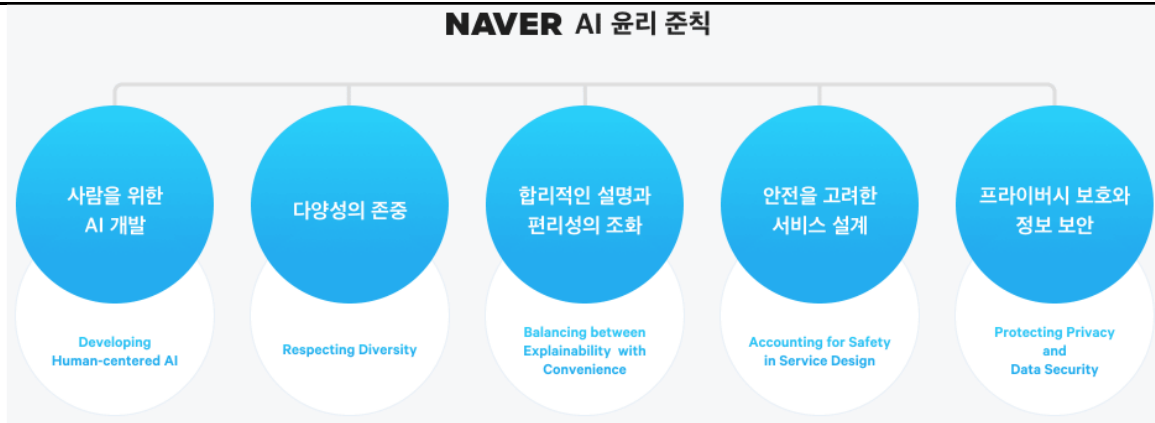 NAVER AI 윤리 준칙
사람을 위한
AI 개발
Developing
Human-centered AI
다양성의 존중
Respecting Diversity
합리적인 설명과
편리성의 조화
Balancing between
Explainability with
Convenience
안전을 고려한
서비스 설계
Accounting for Safety
in Service Design
프라이버시 보호와
정보 보안
Protecting Privacy
and
Data Security